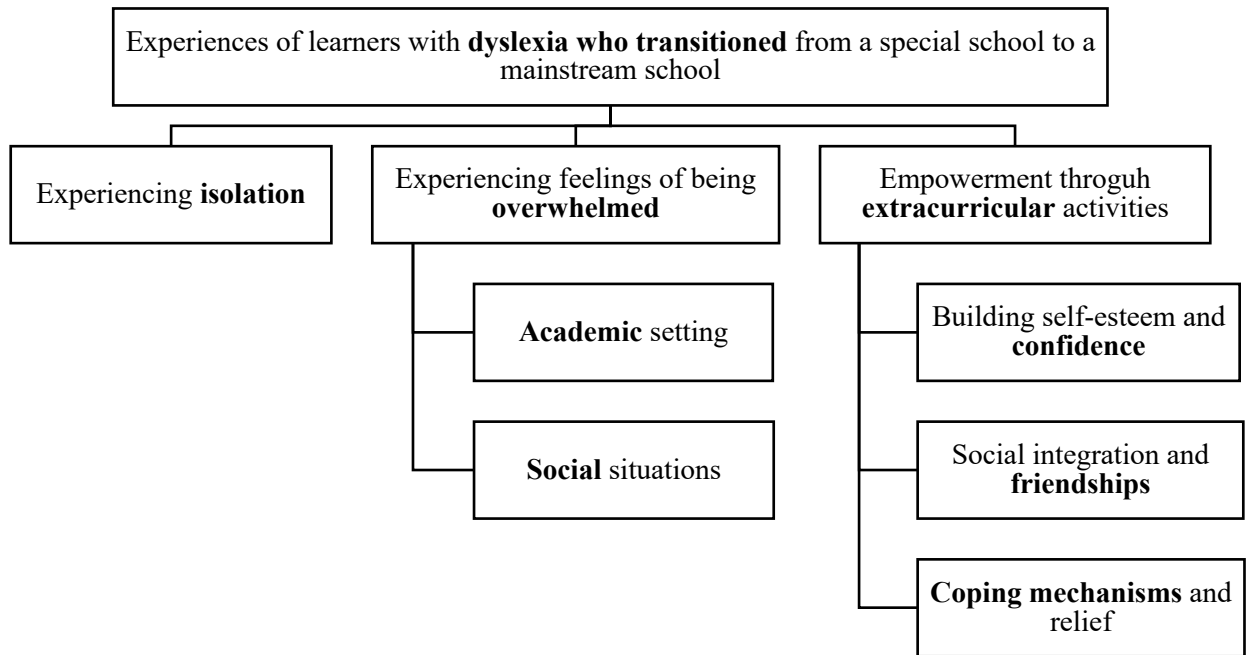 Experiences of learners with dyslexia who transitioned from a special school to a
mainstream school
Experiencing isolation
Experiencing feelings of being
overwhelmed
Academic setting
Social situations
Empowerment throguh
extracurricular activities
Building self-esteem and
confidence
Social integration and
friendships
Coping mechanisms and
relief